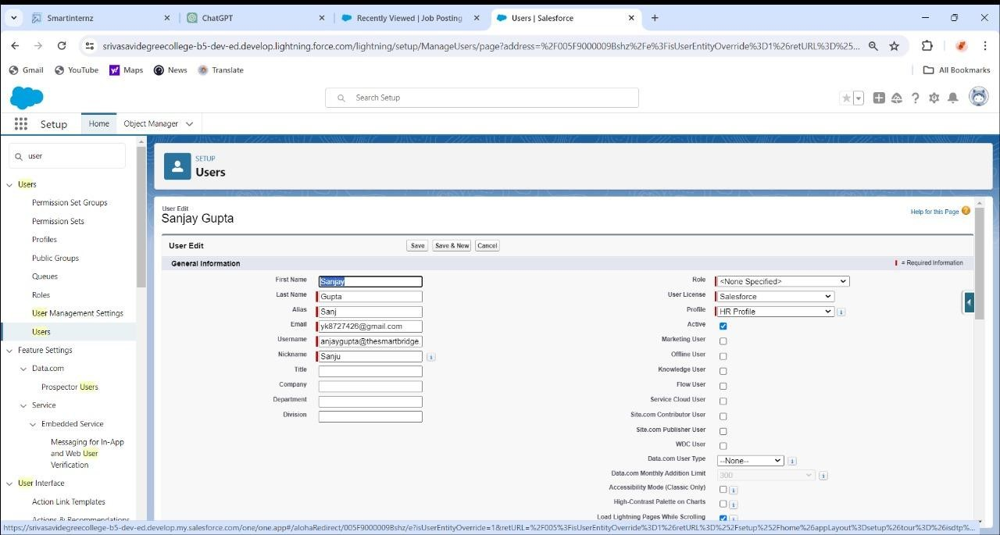 Smartinternz
ChatGPT
Recently Viewed | Job Posting
Users | Salesforce
srivasavidegreecollege-b5-dev-ed.develop.lightning.force.com/lightning/setup/ManageUsers/page?address=%2F005F9000009Bshz%2Fe%3FisUserEntityOverride%3D1%26retURL%3D%25...
Gmail YouTube Maps News Translate All Bookmarks
Search Setup
Setup Home Object Manager
user
SETUP
Users
Users
Permission Set Groups
Permission Sets
Profiles
Public Groups
Queues
Roles
User Management Settings
Users
Feature Settings
Data.com
Prospector Users
Service
Embedded Service
Messaging for In-App
and Web User
Verification
User Interface
Action Link Templates
Actions & Recommendations
User Edit
Sanjay Gupta
Help for this Page
User Edit Save Save & New Cancel
General Information = Required Information
First Name Sanjay
Last Name Gupta
Alias Sanj
Email yk8727426@gmail.com
Username anjaygupta@thesmartbridge
Nickname Sanju
Title
Company
Department
Division
Role <None Specified>
User License Salesforce
Profile HR Profile
Active
Marketing User
Offline User
Knowledge User
Flow User
Service Cloud User
Site.com Contributor User
Site.com Publisher User
WDC User
Data.com User Type --None--
Data.com Monthly Addition Limit 300
Accessibility Mode (Classic Only)
High-Contrast Palette on Charts
Load Lightning Pages While Scrolling
https://srivasavidegreecollege-b5-dev-ed.develop.my.salesforce.com/one/one.app#/alohaRedirect/005F9000009Bshz/e?isUserEntityOverride=1&retURL=%2F005%3FisUserEntityOverride%3D1%26retURL%3D%252Fsetup%252Fhome%26appLayout%3Dsetup%26tour%3D%26isdtp%...